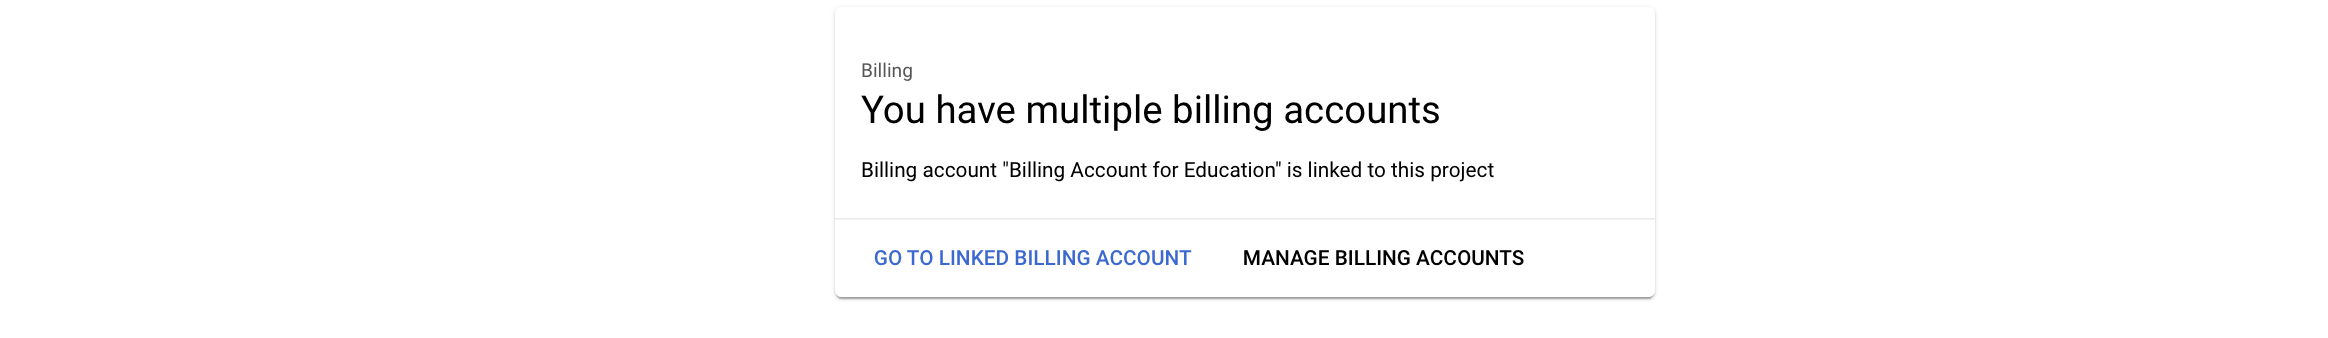 Billing
You have multiple billing accounts
Billing account "Billing Account for Education" is linked to this project
GO TO LINKED BILLING ACCOUNT MANAGE BILLING ACCOUNTS